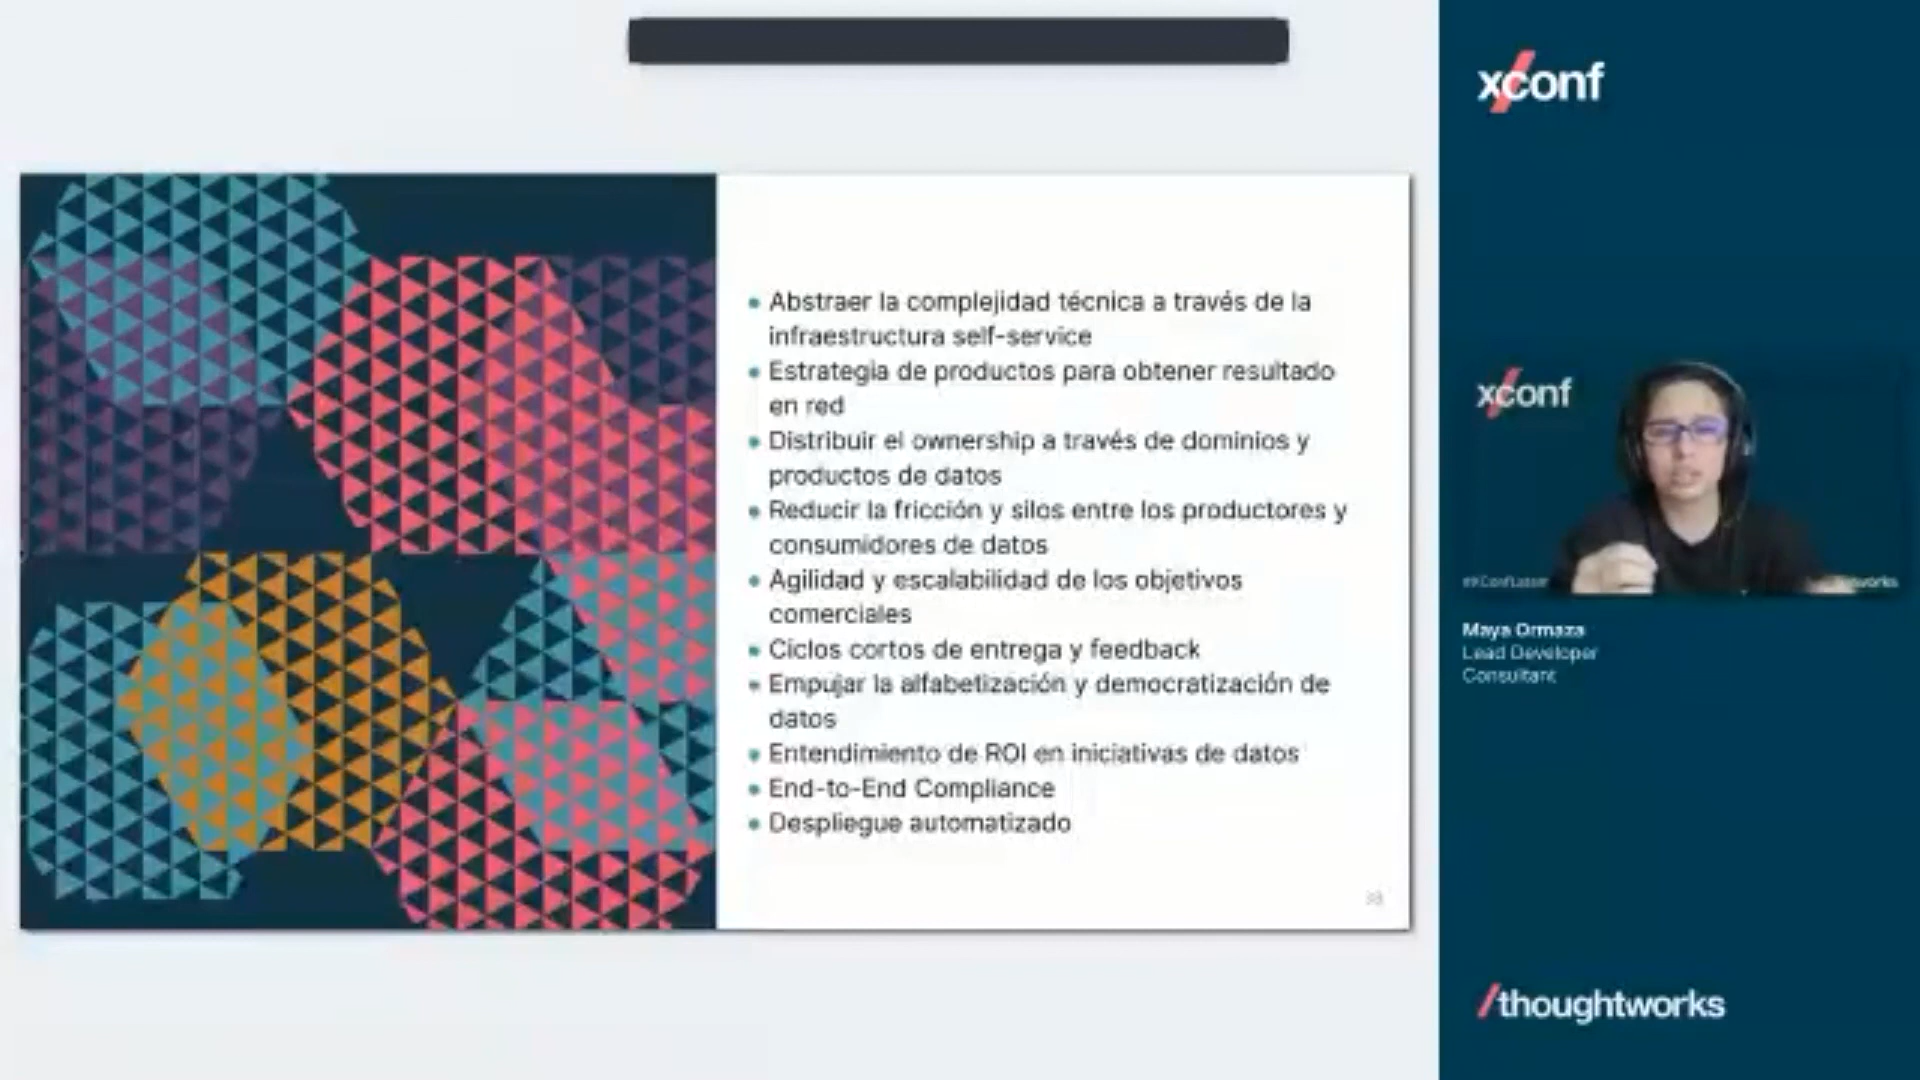 xconf
• Abstraer la complejidad técnica a través de la
infraestructura self-service
• Estrategia de productos para obtener resultado
en red
• Distribuir el ownership a través de dominios y
productos de datos
• Reducir la fricción y silos entre los productores y
consumidores de datos
• Agilidad y escalabilidad de los objetivos
comerciales
• Ciclos cortos de entrega y feedback
• Empujar la alfabetización y democratización de
datos
• Entendimiento de ROI en iniciativas de datos
• End-to-End Compliance
• Despliegue automatizado
xconf
Maya Ormaza
Lead Developer
Consultant
/thoughtworks